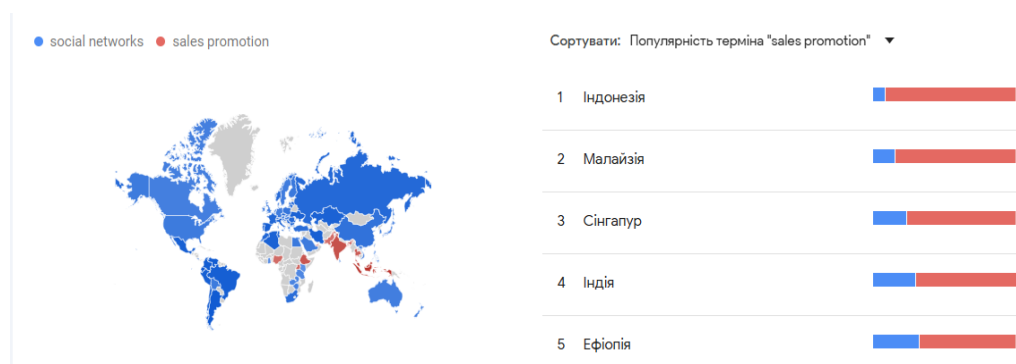 social networks sales promotion
Сортувати: Популярність терміна "sales promotion"
1 Індонезія
2 Малайзія
3 Сінгапур
4 Індія
5 Ефіопія